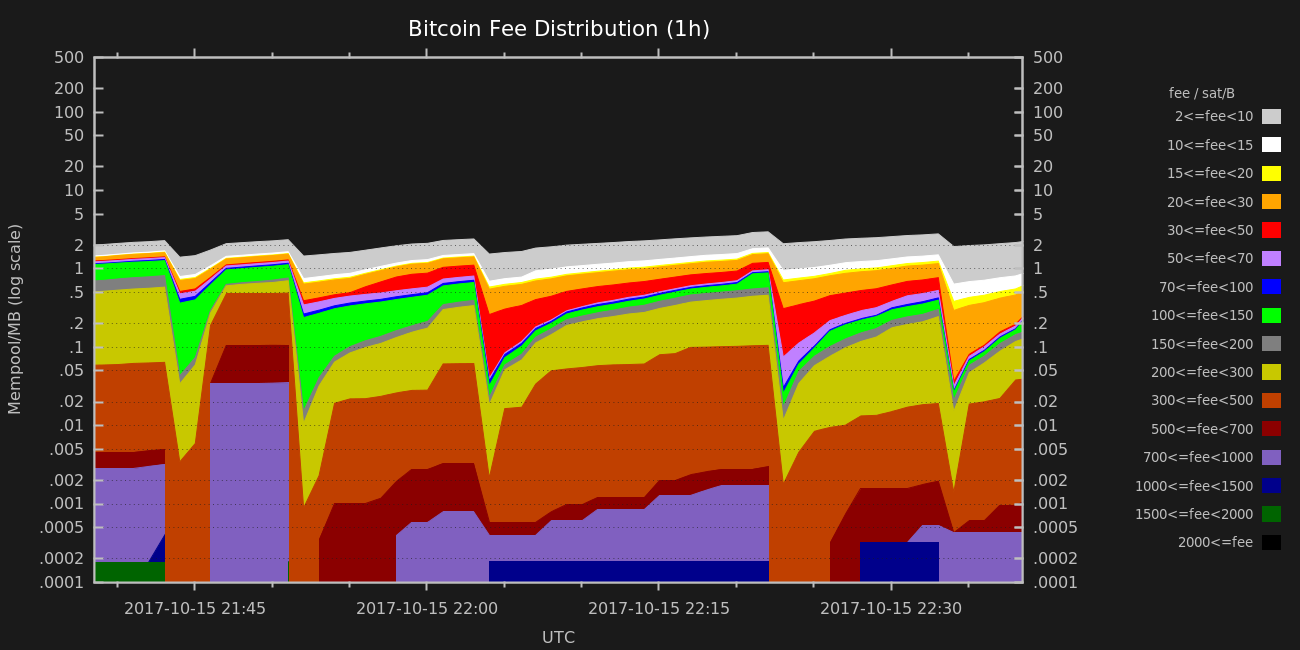 Bitcoin Fee Distribution (1h)
Mempool/MB (log scale)
500
200
100
50
20
10
5
2
1
.5
.2
.1
.05
.02
.01
.005
.002
.001
.0005
.0002
.0001
500
200
100
50
20
10
5
2
1
.5
.2
.1
.05
.02
.01
.005
.002
.001
.0005
.0002
.0001
2017-10-15 21:45
2017-10-15 22:00
2017-10-15 22:15
2017-10-15 22:30
UTC
fee / sat/B
2<=fee<10
10<=fee<15
15<=fee<20
20<=fee<30
30<=fee<50
50<=fee<70
70<=fee<100
100<=fee<150
150<=fee<200
200<=fee<300
300<=fee<500
500<=fee<700
700<=fee<1000
1000<=fee<1500
1500<=fee<2000
2000<=fee